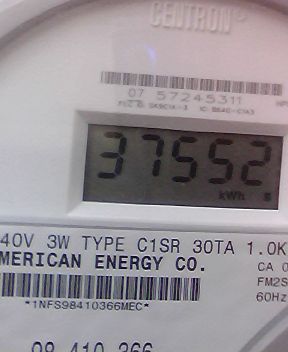 CENTRON®
07 57245311
37552
kWh
40V 3W TYPE C1SR 30TA 1.0K
MERICAN ENERGY CO.
CA 0
FM2S
*1NFS98410366MEC*
60Hz
98 410 366